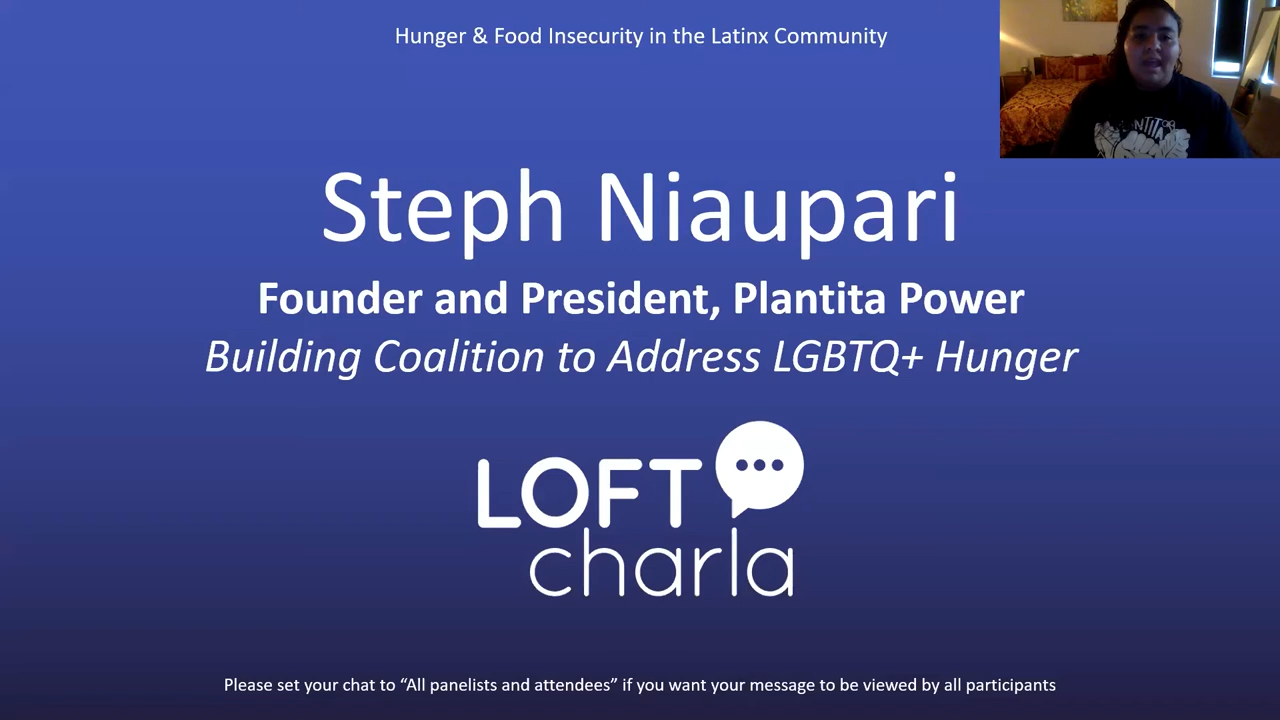 Hunger & Food Insecurity in the Latinx Community
Steph Niaupari
Founder and President, Plantita Power
Building Coalition to Address LGBTQ+ Hunger
LOFT
charla
Please set your chat to “All panelists and attendees” if you want your message to be viewed by all participants